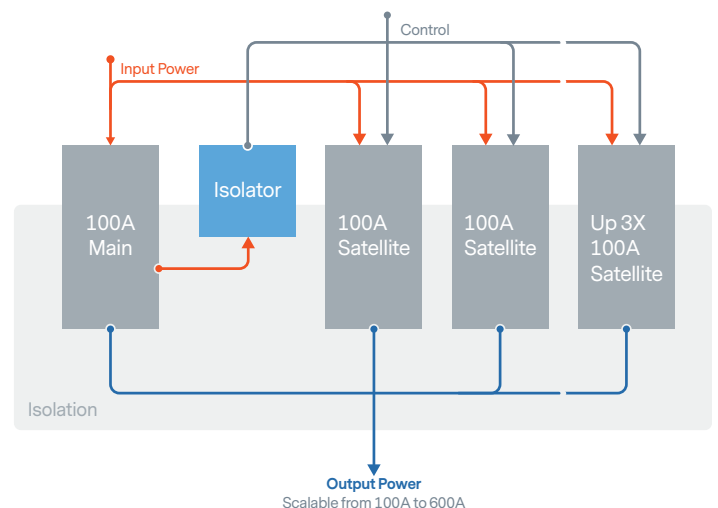 Control
Input Power
Isolator
100A
Main
100A
Satellite
100A
Satellite
Up 3X
100A
Satellite
Isolation
Output Power
Scalable from 100A to 600A